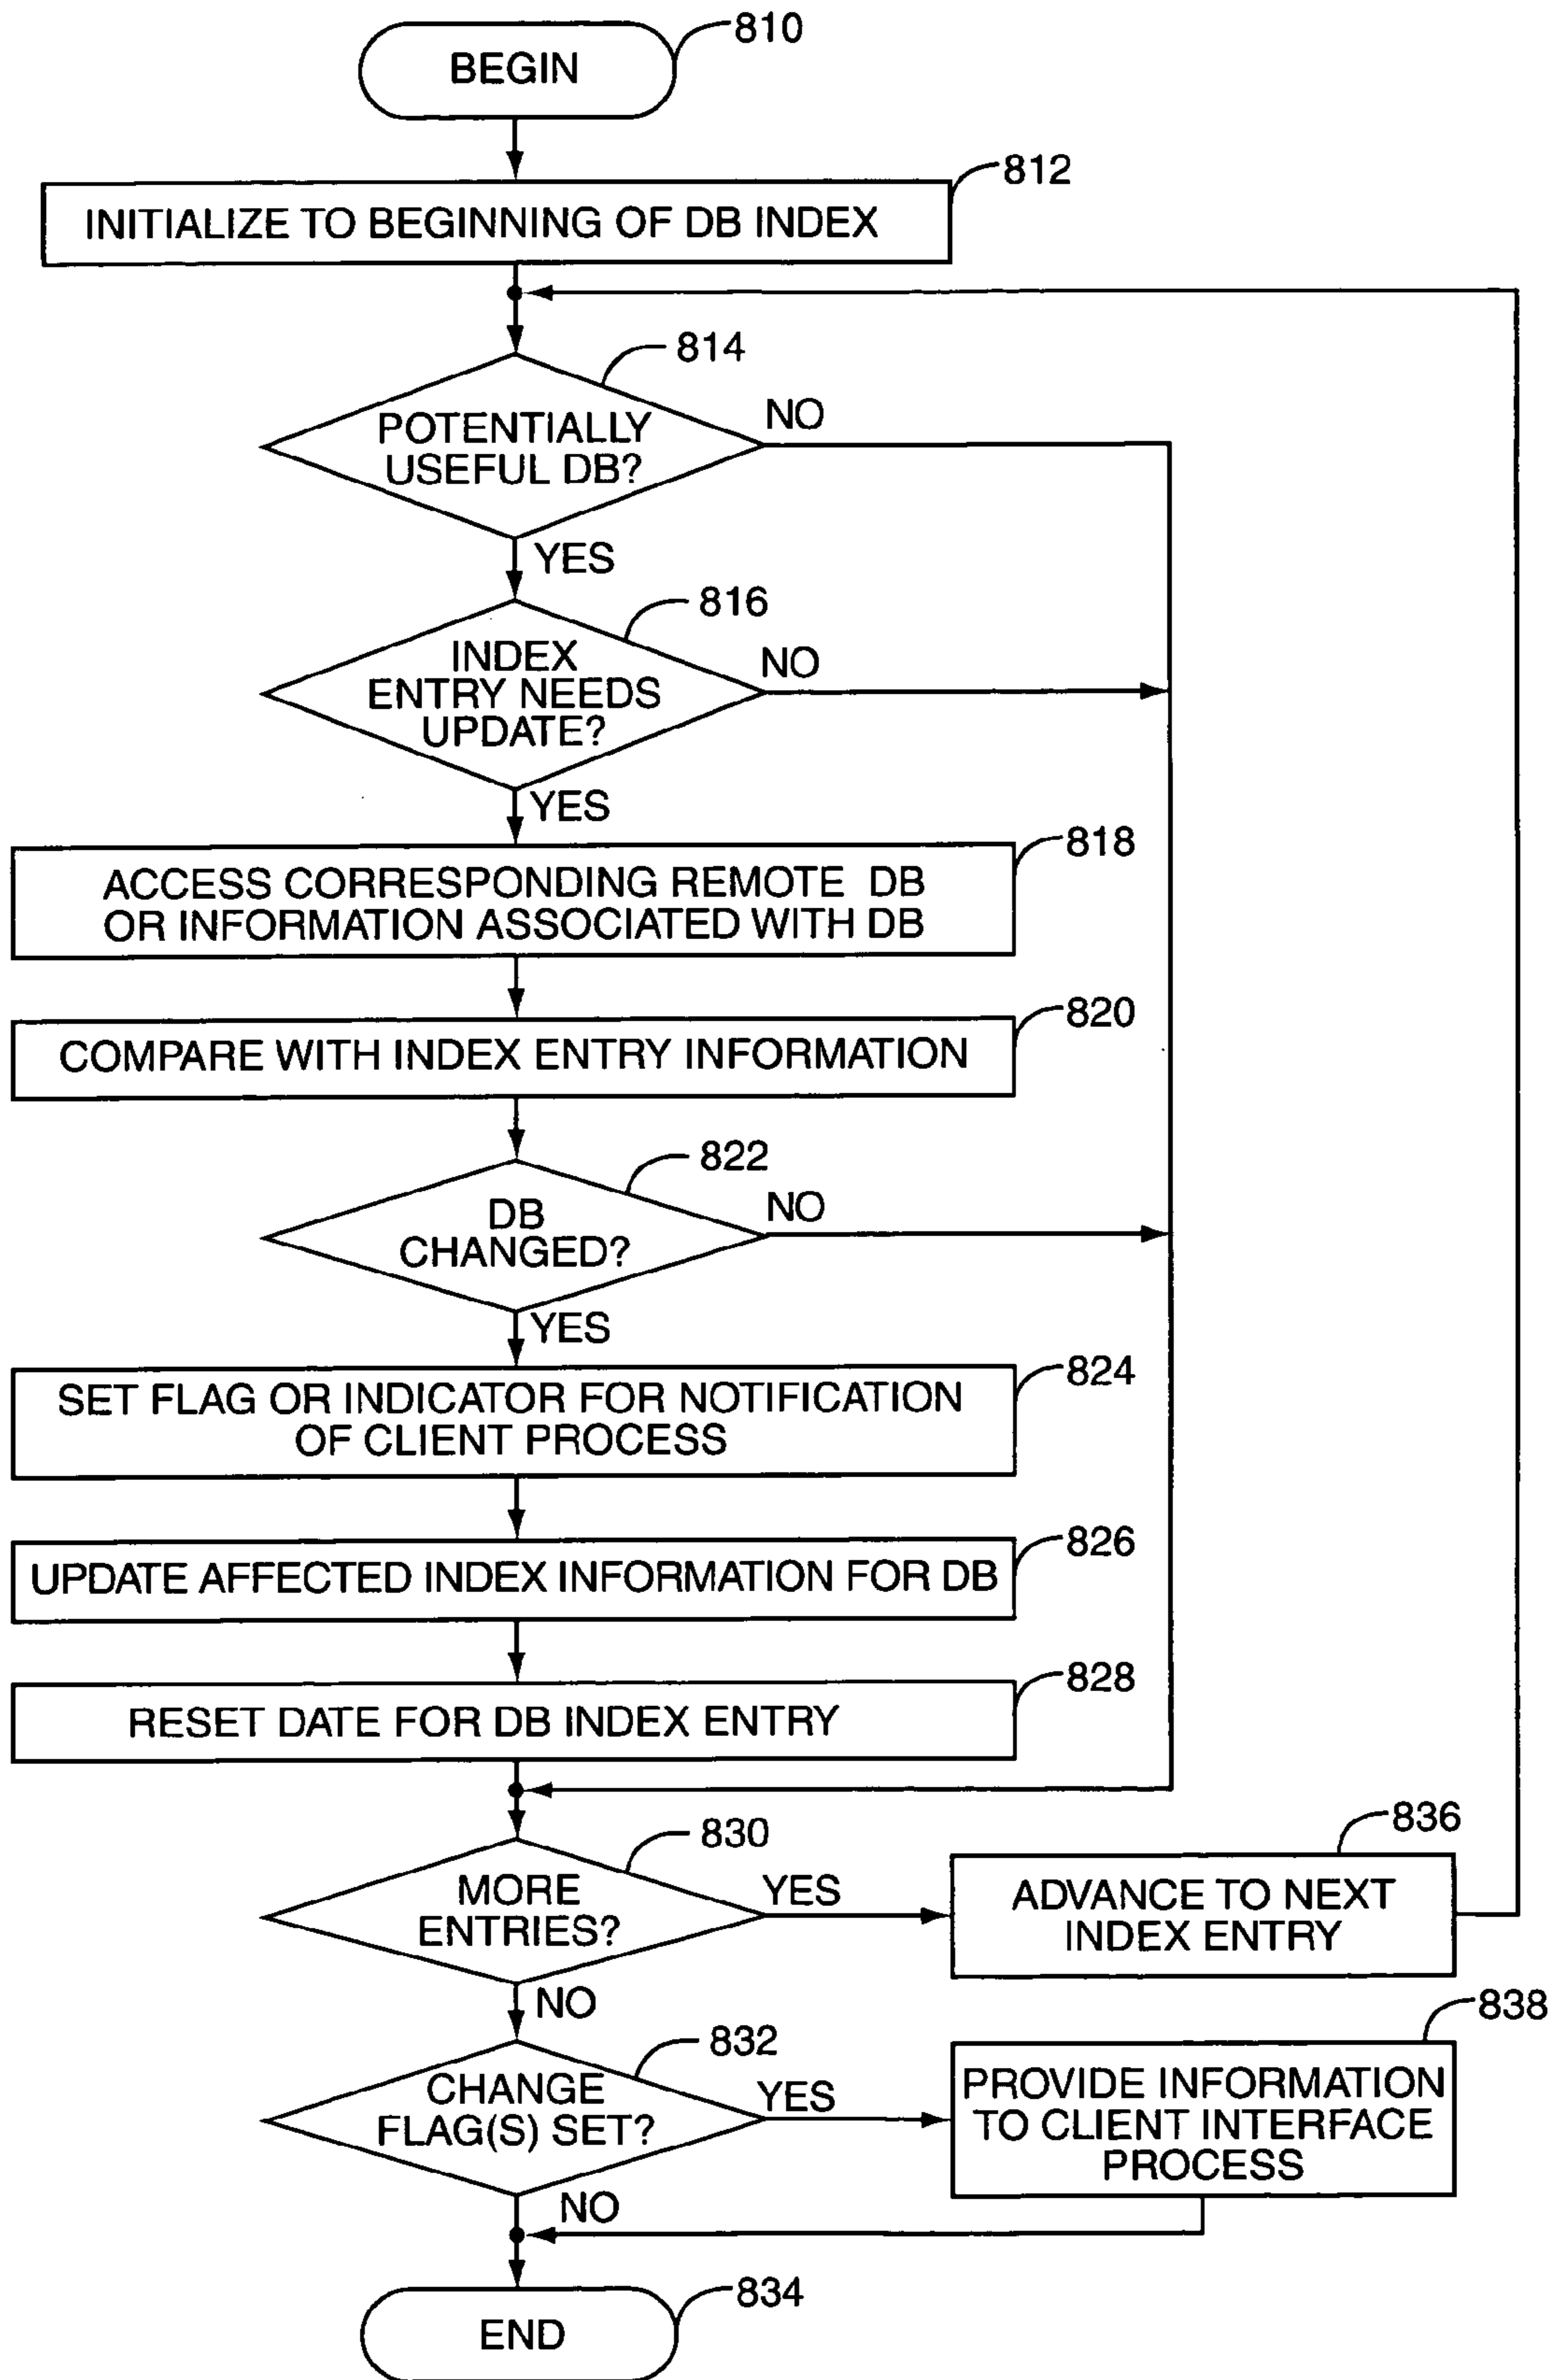 810
BEGIN
812
INITIALIZE TO BEGINNING OF DB INDEX
814
POTENTIALLY
USEFUL DB?
NO
YES
816
INDEX
ENTRY NEEDS
UPDATE?
NO
YES
818
ACCESS CORRESPONDING REMOTE DB
OR INFORMATION ASSOCIATED WITH DB
820
COMPARE WITH INDEX ENTRY INFORMATION
822
DB
CHANGED?
NO
YES
824
SET FLAG OR INDICATOR FOR NOTIFICATION
OF CLIENT PROCESS
826
UPDATE AFFECTED INDEX INFORMATION FOR DB
828
RESET DATE FOR DB INDEX ENTRY
830
MORE
ENTRIES?
YES
836
ADVANCE TO NEXT
INDEX ENTRY
NO
832
CHANGE
FLAG(S) SET?
YES
838
PROVIDE INFORMATION
TO CLIENT INTERFACE
PROCESS
NO
834
END